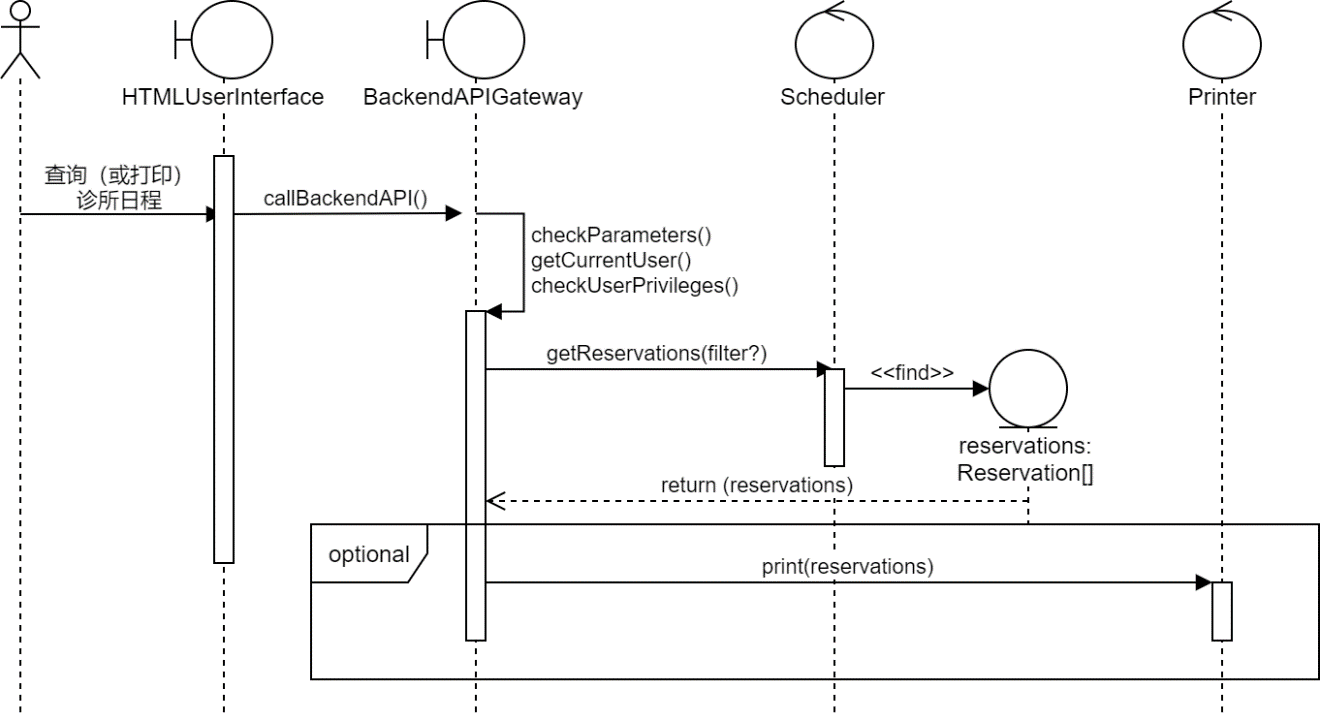 HTMLUserInterface
BackendAPIGateway
Scheduler
Printer
查询（或打印）
诊所日程
callBackendAPI()
checkParameters()
getCurrentUser()
checkUserPrivileges()
getReservations(filter?)
<<find>>
reservations:
Reservation[]
return (reservations)
optional
print(reservations)